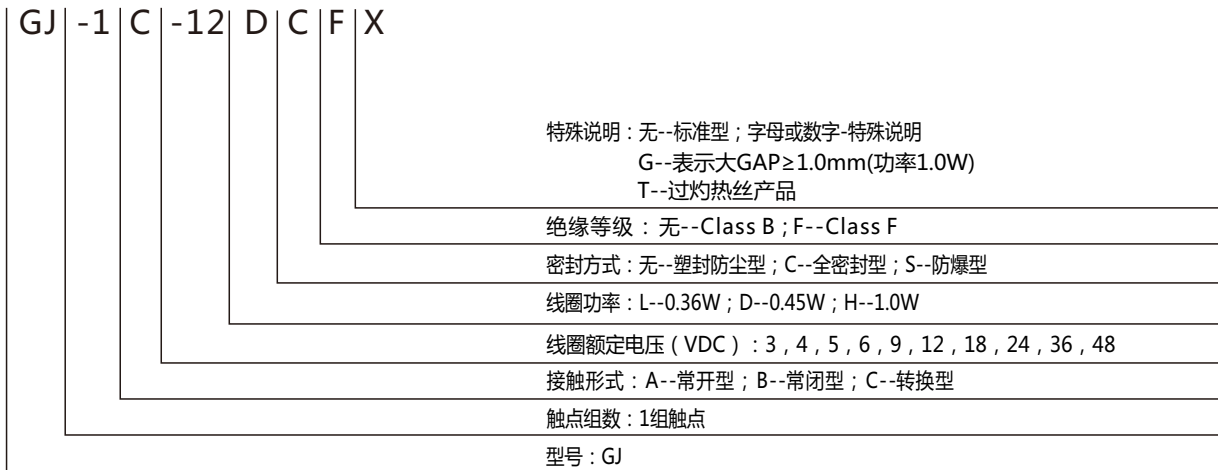 GJ -1 C -12 D C F X
特殊说明：无--标准型；字母或数字-特殊说明
G--表示大GAP≥1.0mm(功率1.0W)
T--过灼热丝产品
绝缘等级：无--Class B；F--Class F
密封方式：无--塑封防尘型；C--全密封型；S--防爆型
线圈功率：L--0.36W；D--0.45W；H--1.0W
线圈额定电压（VDC）：3，4，5，6，9，12，18，24，36，48
接触形式：A--常开型；B--常闭型；C--转换型
触点组数：1组触点
型号：GJ